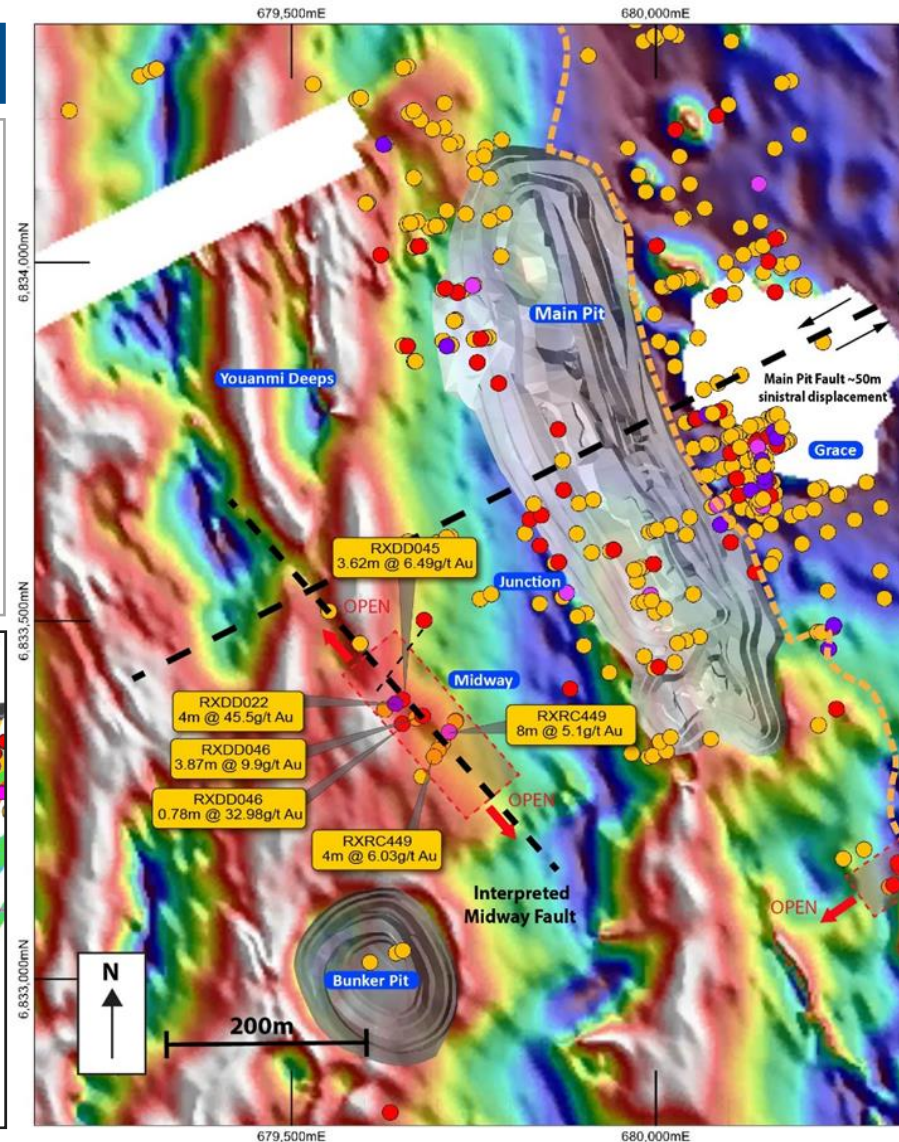 679,500mE
680,000mE
6,834,000mN
Main Pit
Youanmi Deeps
Main Pit Fault ~50m
sinistral displacement
Grace
RXDD045
3.62m @ 6.49g/t Au
Junction
6,833,500mN
OPEN
Midway
RXDD022
4m @ 45.5g/t Au
RXRC449
8m @ 5.1g/t Au
RXDD046
3.87m @ 9.9g/t Au
RXDD046
0.78m @ 32.98g/t Au
OPEN
RXRC449
4m @ 6.03g/t Au
Interpreted
Midway Fault
OPEN
N
Bunker Pit
6,833,000mN
200m
679,500mE
680,000mE